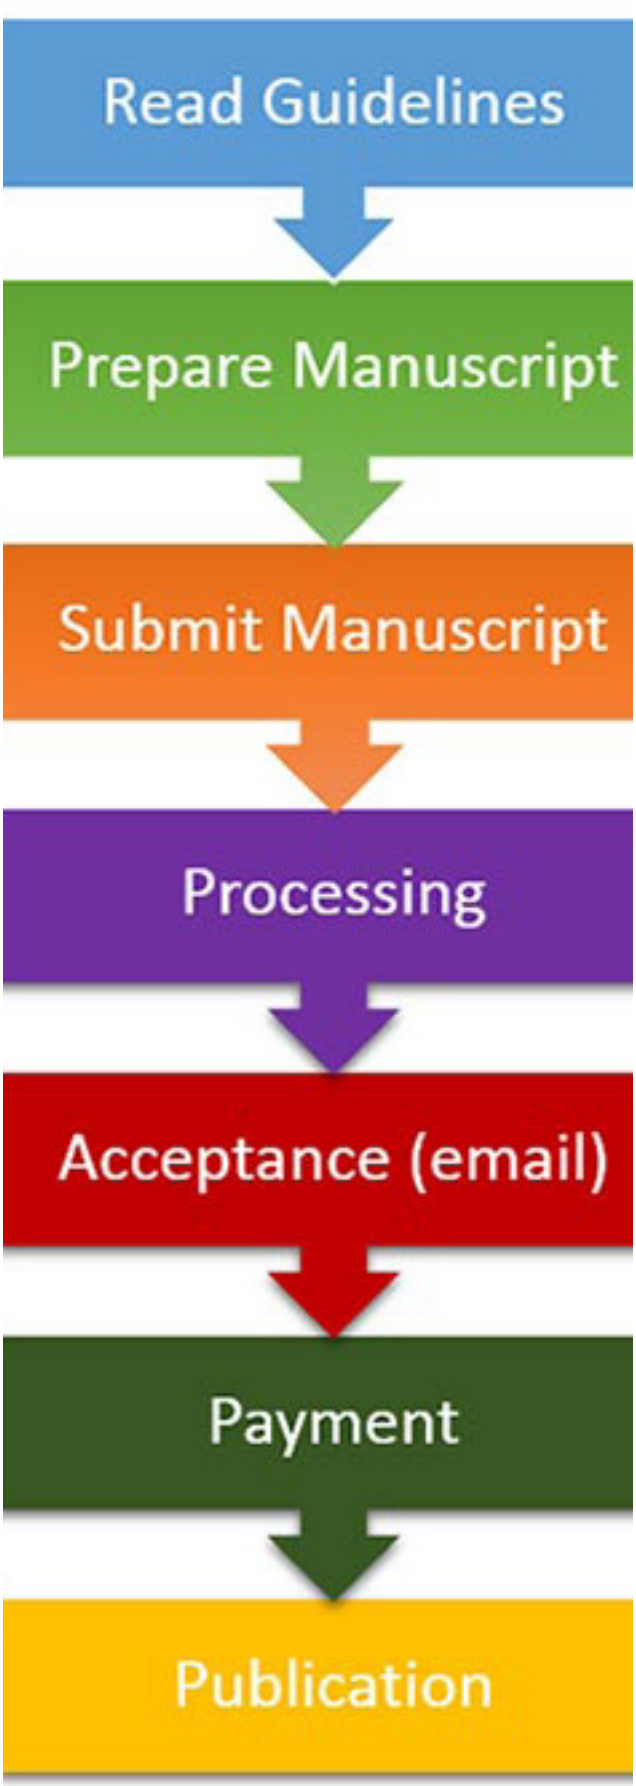 Read Guidelines
Prepare Manuscript
Submit Manuscript
Processing
Acceptance (email)
Payment
Publication